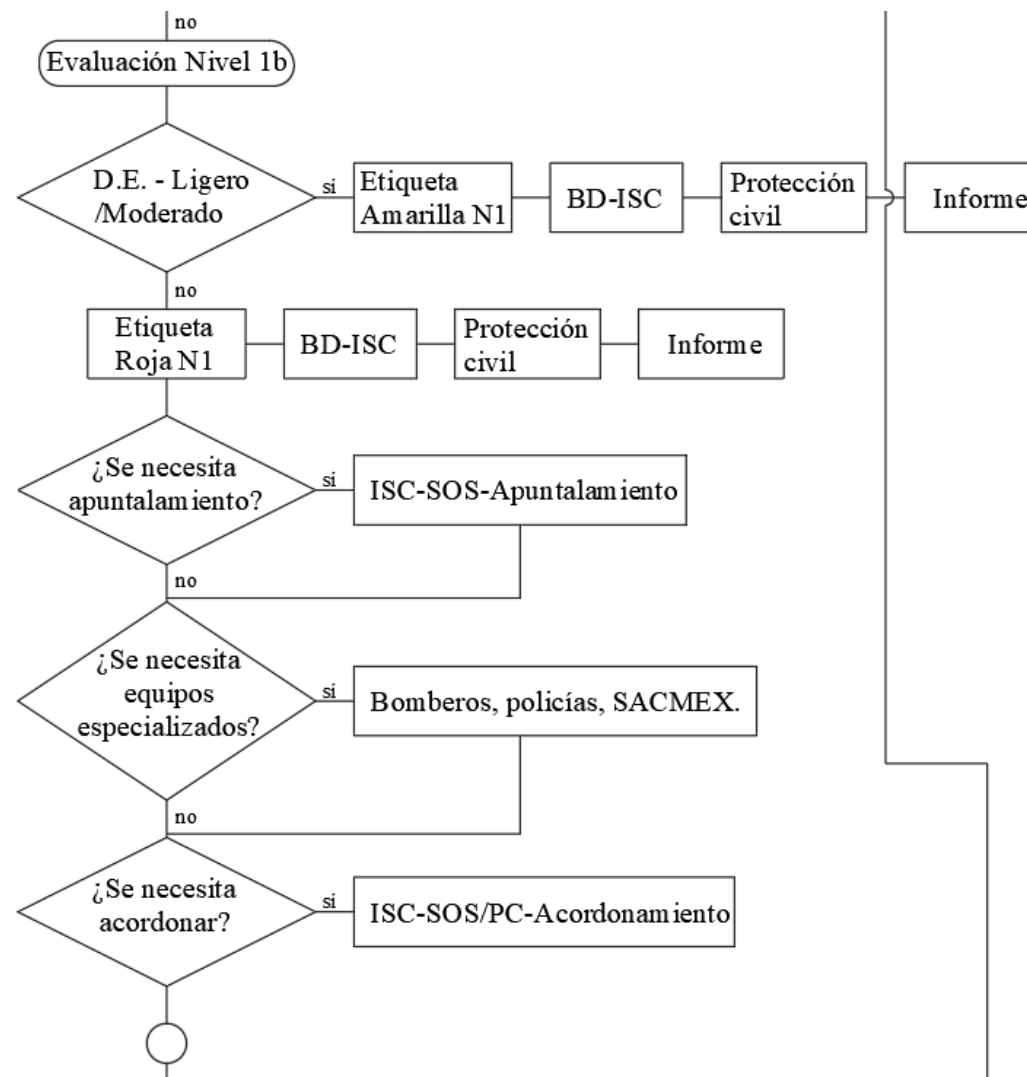 no
Evaluación Nivel 1b
D.E. - Ligero
/Moderado
si
Etiqueta
Amarilla N1
BD-ISC
Protección
civil
Informe
no
Etiqueta
Roja N1
BD-ISC
Protección
civil
Informe
¿Se necesita
apuntalamiento?
si
ISC-SOS-Apuntalamiento
no
¿Se necesita
equipos
especializados?
si
Bomberos, policías, SACMEX.
no
¿Se necesita
acordonar?
si
ISC-SOS/PC-Acordonamiento